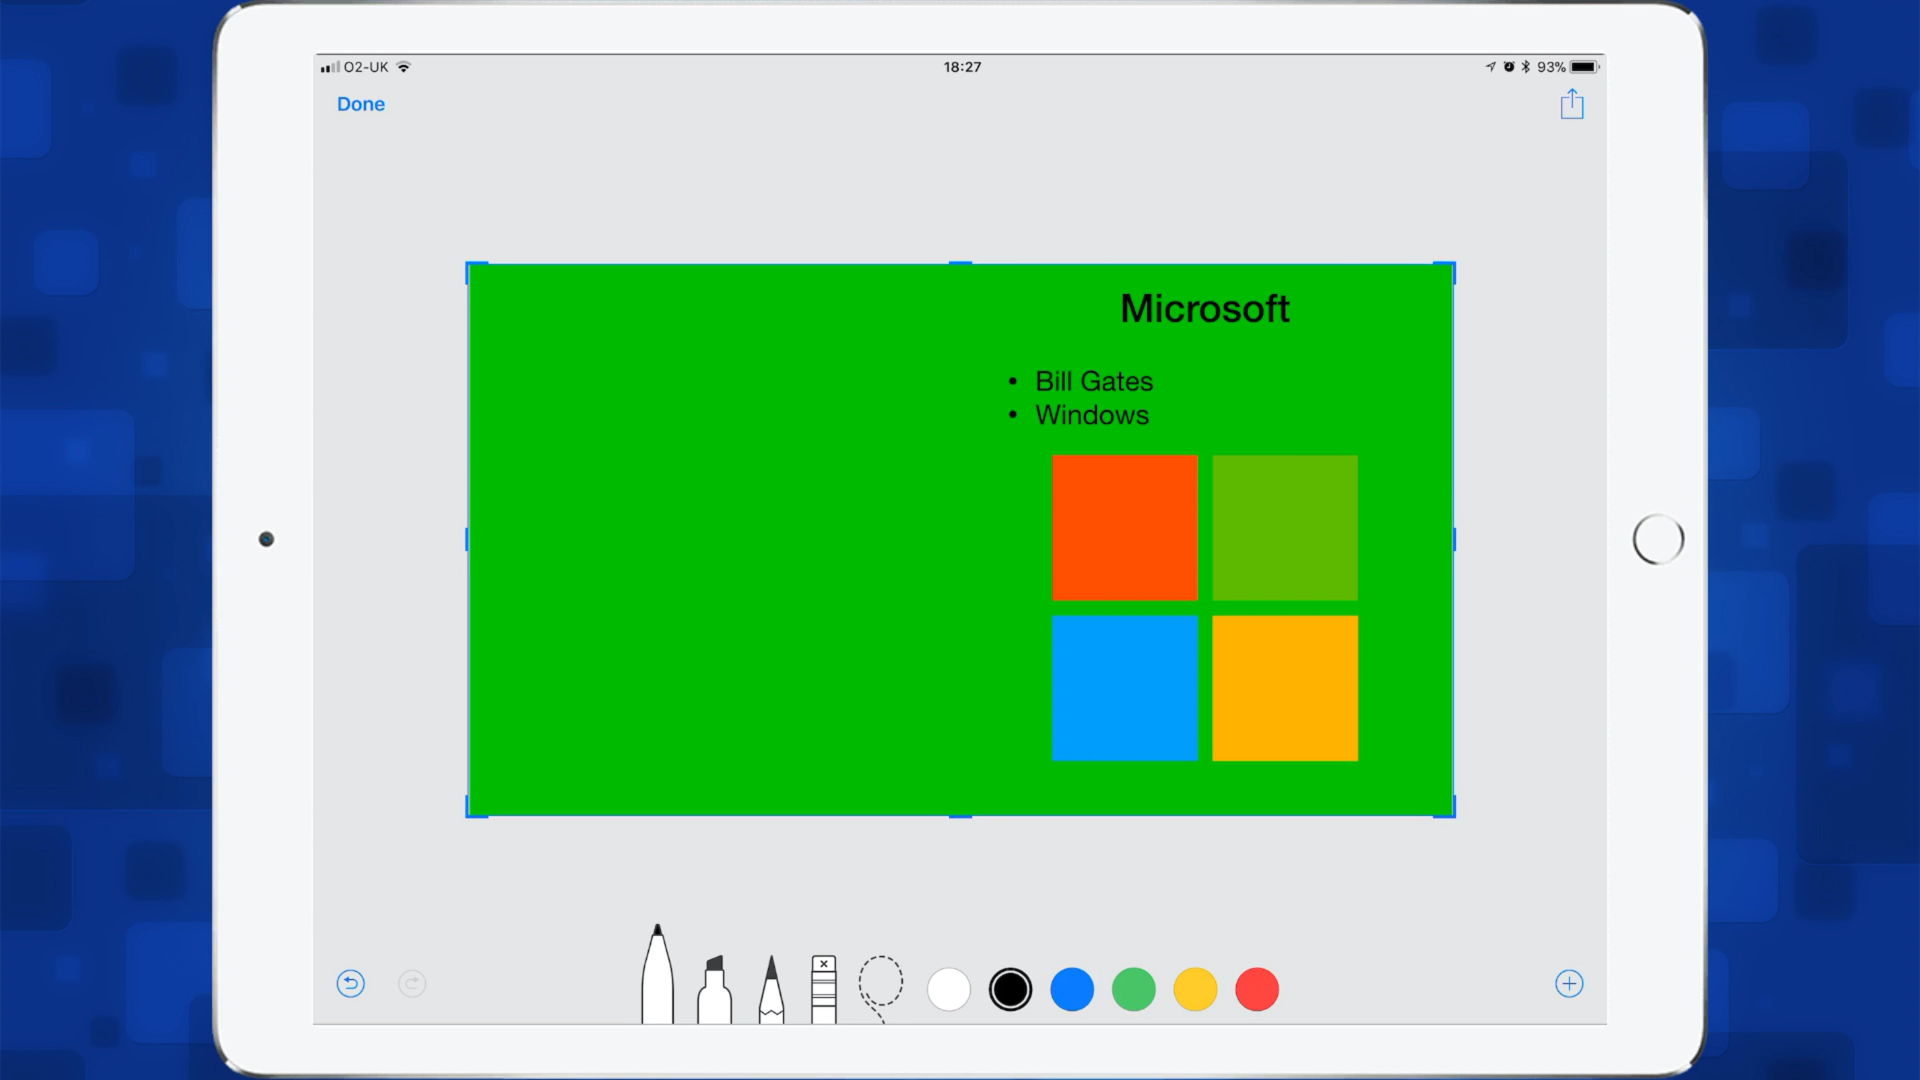 O2-UK
18:27
93%
Done
Microsoft
• Bill Gates
• Windows